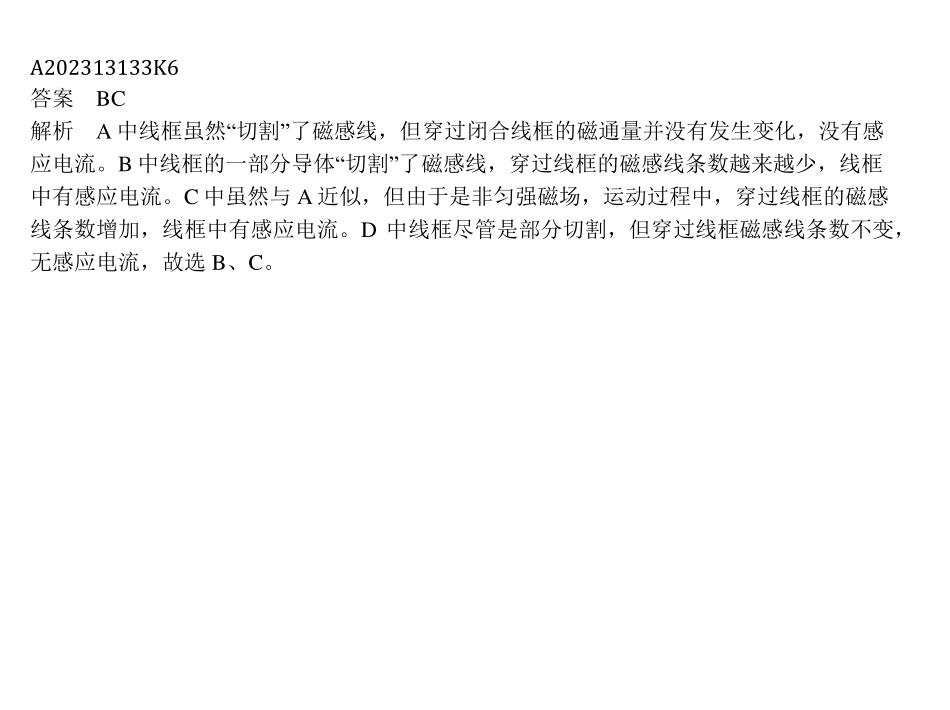 A202313133K6
答案　BC
解析　A 中线框虽然“切割”了磁感线，但穿过闭合线框的磁通量并没有发生变化，没有感
应电流。B 中线框的一部分导体“切割”了磁感线，穿过线框的磁感线条数越来越少，线框
中有感应电流。C 中虽然与 A 近似，但由于是非匀强磁场，运动过程中，穿过线框的磁感
线条数增加，线框中有感应电流。D 中线框尽管是部分切割，但穿过线框磁感线条数不变，
无感应电流，故选 B、C。